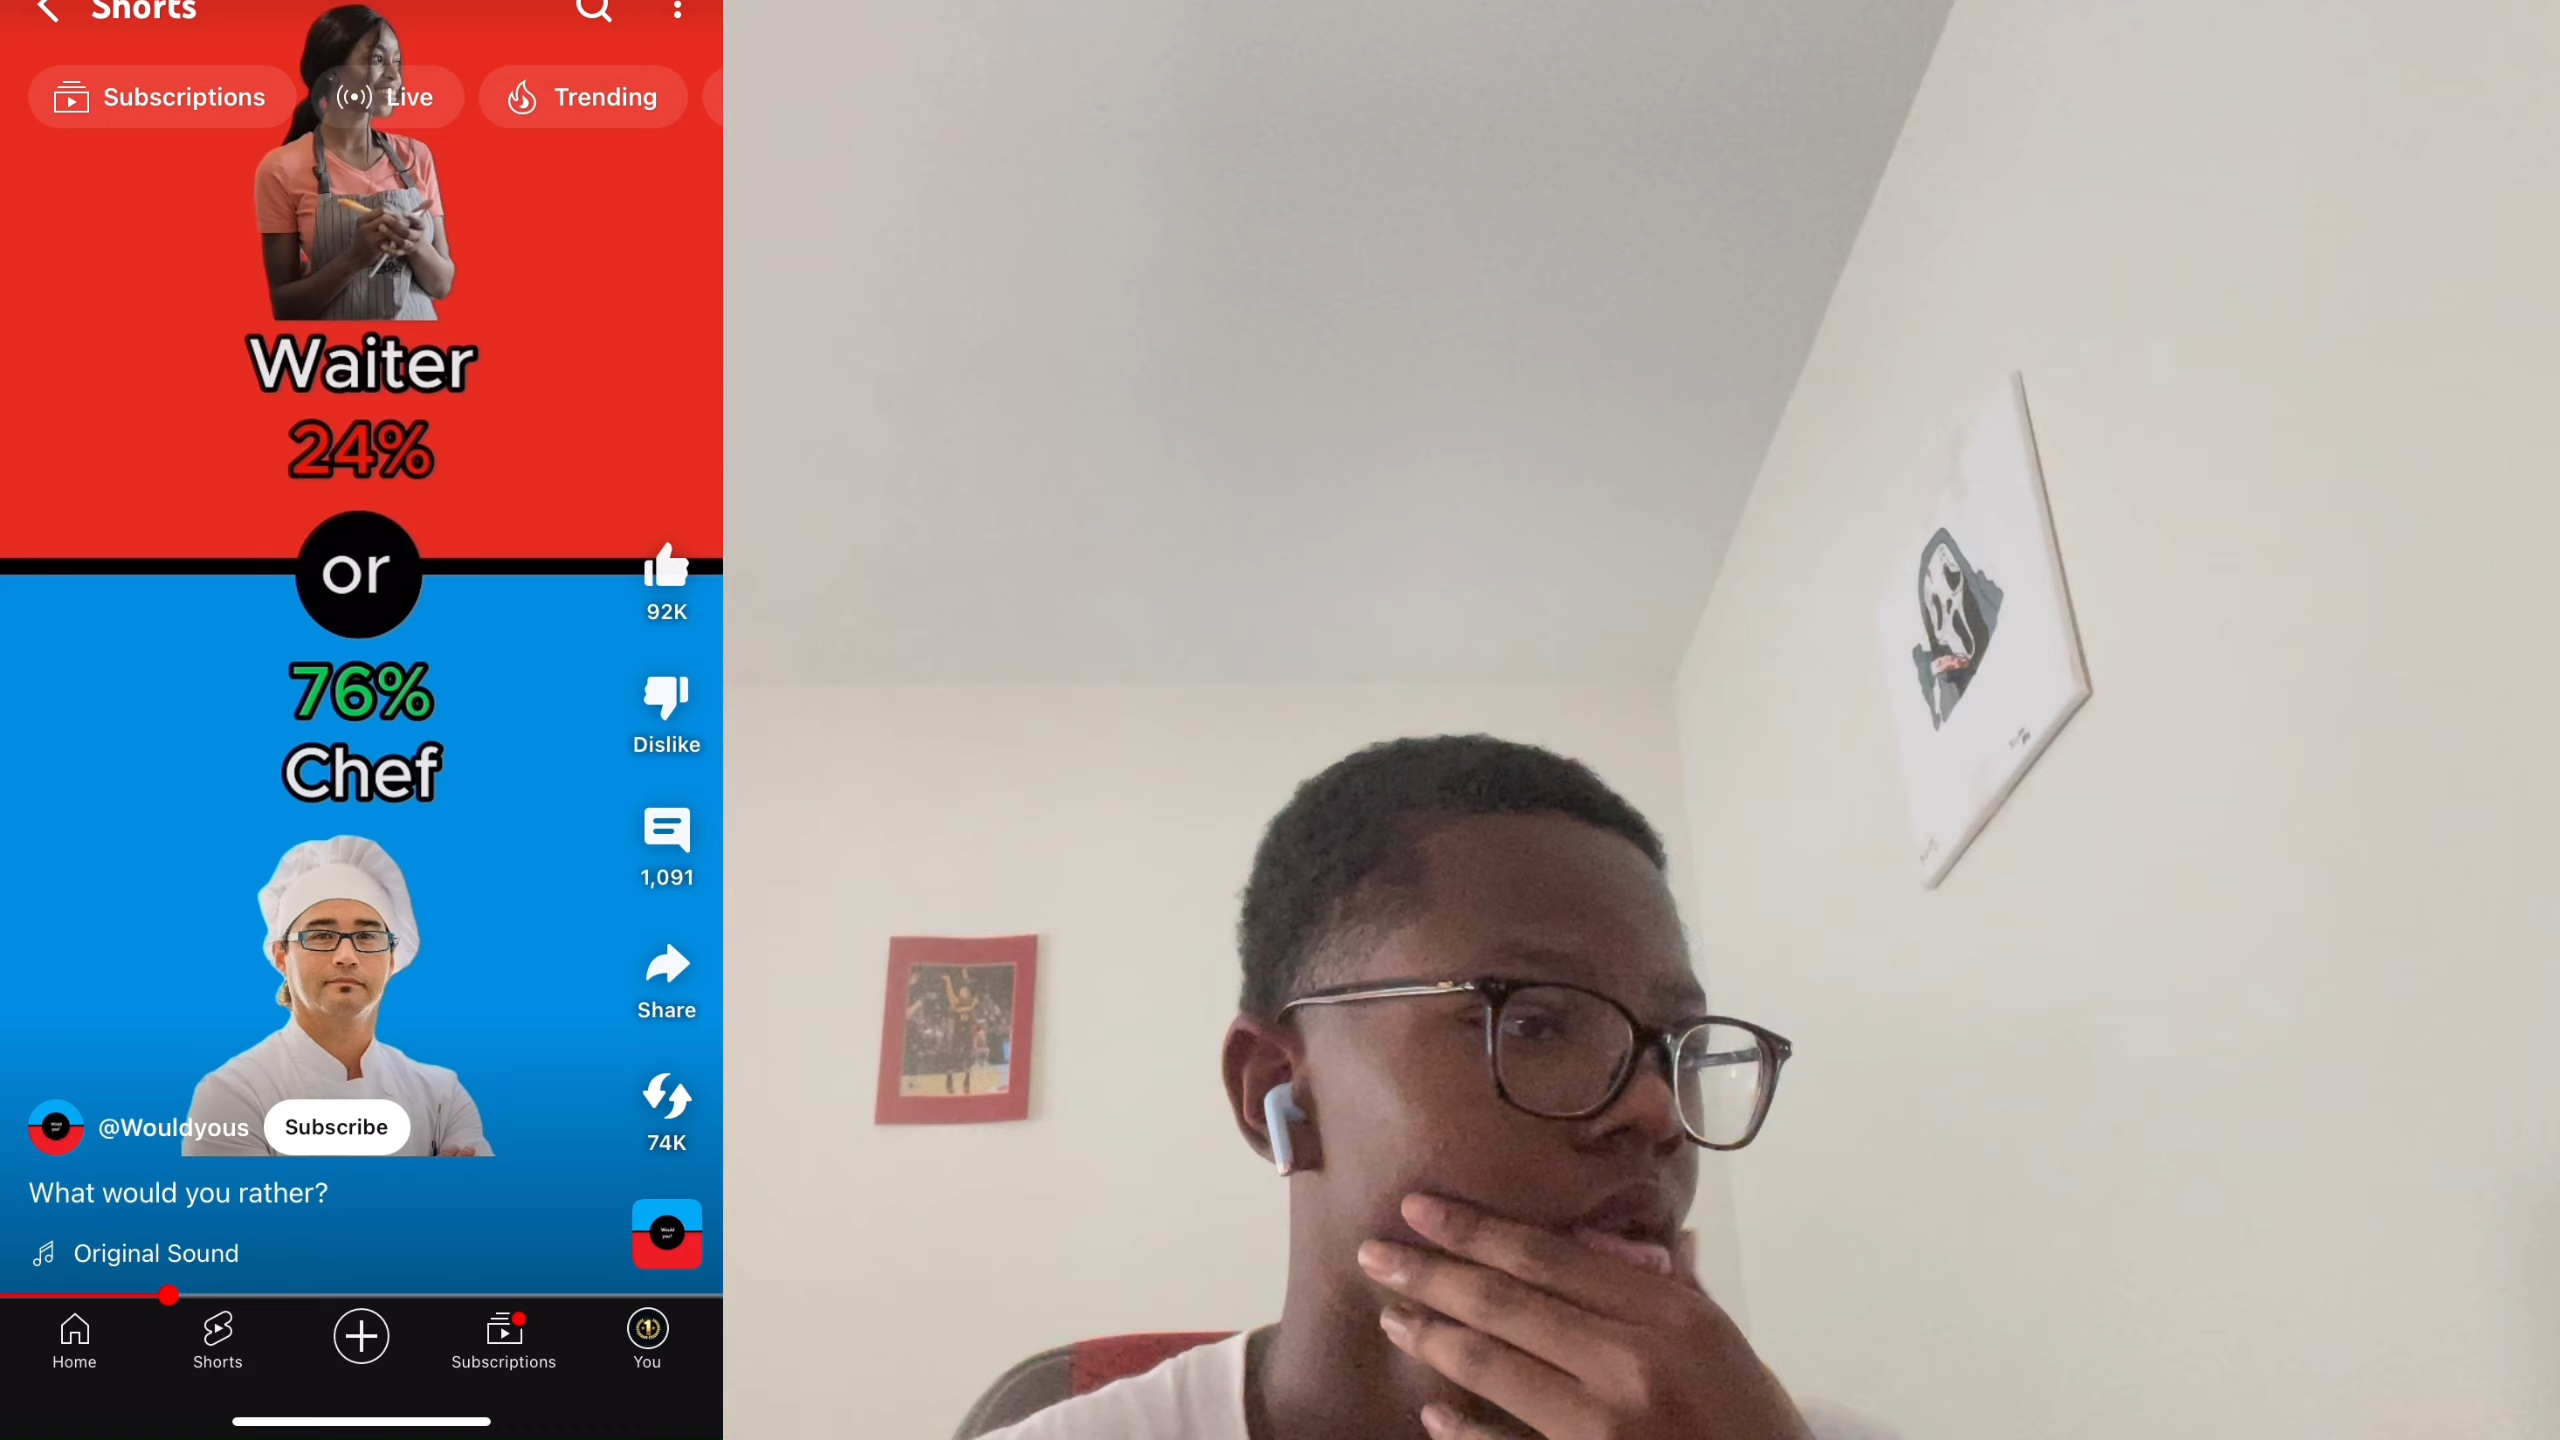 Shorts
Subscriptions
Live
Trending
Waiter
24%
or
76%
Chef
92K
Dislike
1,091
Share
74K
@Wouldyous
Subscribe
What would you rather?
Original Sound
Home
Shorts
Subscriptions
You